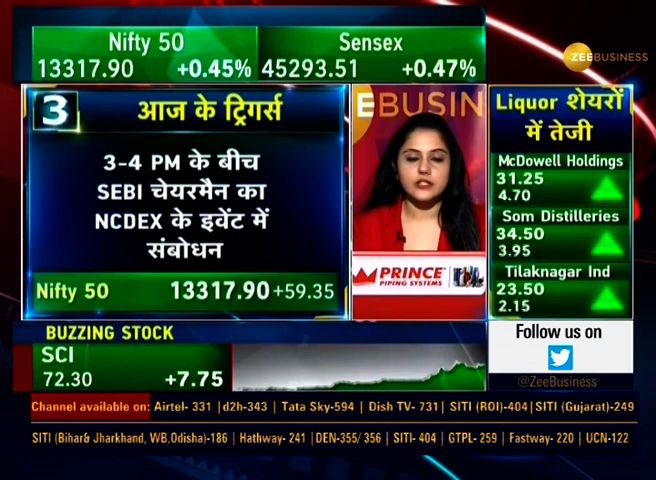 Nifty 50
13317.90 +0.45%
Sensex
45293.51 +0.47%
ZEEBUSINESS
3
आज के ट्रिगर्स
3-4 PM के बीच
SEBI चेयरमैन का
NCDEX के इवेंट में
संबोधन
Nifty 50 13317.90 +59.35
EBUSIN
PRINCE
PIPING SYSTEMS
Liquor शेयरों
में तेजी
McDowell Holdings
31.25
4.70
Som Distilleries
34.50
3.95
Tilaknagar Ind
23.50
2.15
BUZZING STOCK
SCI
72.30 +7.75
Follow us on
@ZeeBusiness
Channel available on: Airtel- 331 | d2h-343 | Tata Sky-594 | Dish TV- 731 | SITI (ROI)-404 | SITI (Gujarat)-249
SITI (Bihar& Jharkhand, WB,Odisha)-186 | Hathway- 241 | DEN-355/ 356 | SITI- 404 | GTPL- 259 | Fastway- 220 | UCN-122